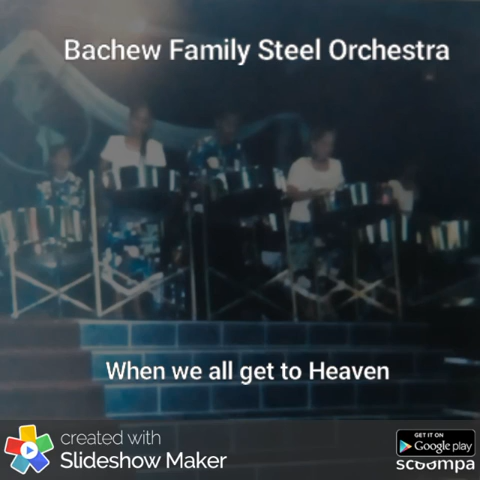 Bachew Family Steel Orchestra
When we all get to Heaven
created with
Slideshow Maker
GET IT ON
Google play
scoompa